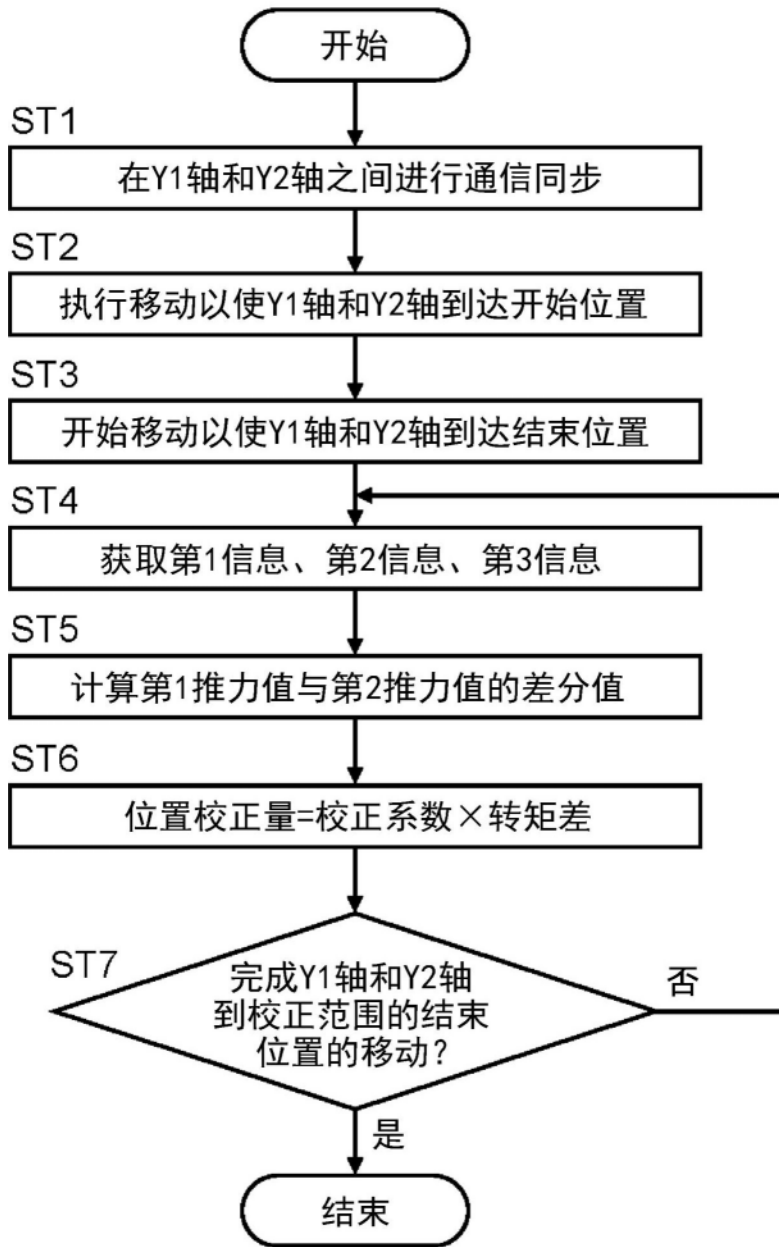 开始
ST1
在Y1轴和Y2轴之间进行通信同步
ST2
执行移动以使Y1轴和Y2轴到达开始位置
ST3
开始移动以使Y1轴和Y2轴到达结束位置
ST4
获取第1信息、第2信息、第3信息
ST5
计算第1推力值与第2推力值的差分值
ST6
位置校正量=校正系数×转矩差
ST7
完成Y1轴和Y2轴
到校正范围的结束
位置的移动?
否
是
结束